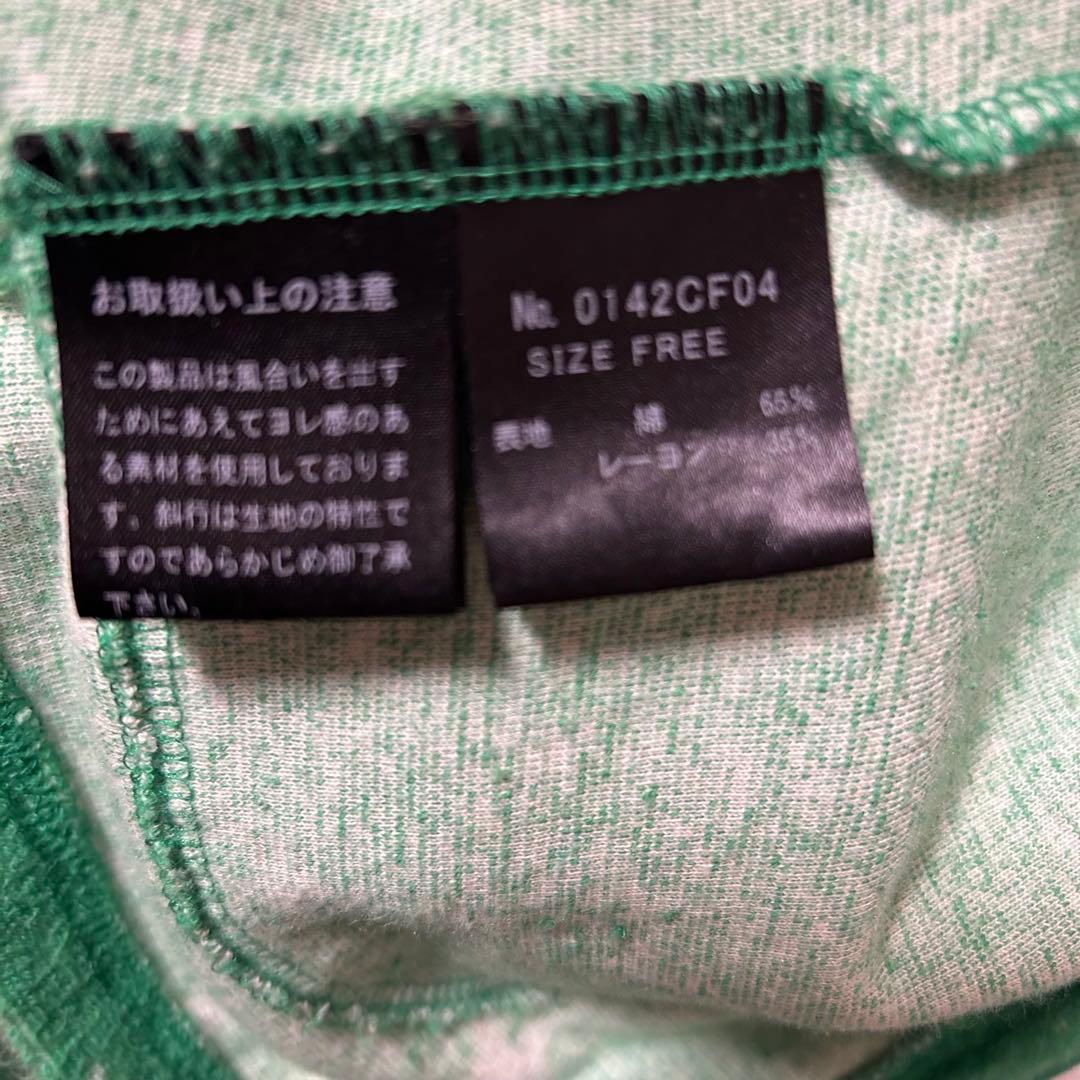 お取扱い上の注意
この製品は風合いを出す
ためにあえてヨレ感のあ
る素材を使用しておりま
す。斜行は生地の特性で
すのであらかじめ御了承
下さい。
№ 0142CF04
SIZE FREE
表地 綿 65%
レーヨン 35%